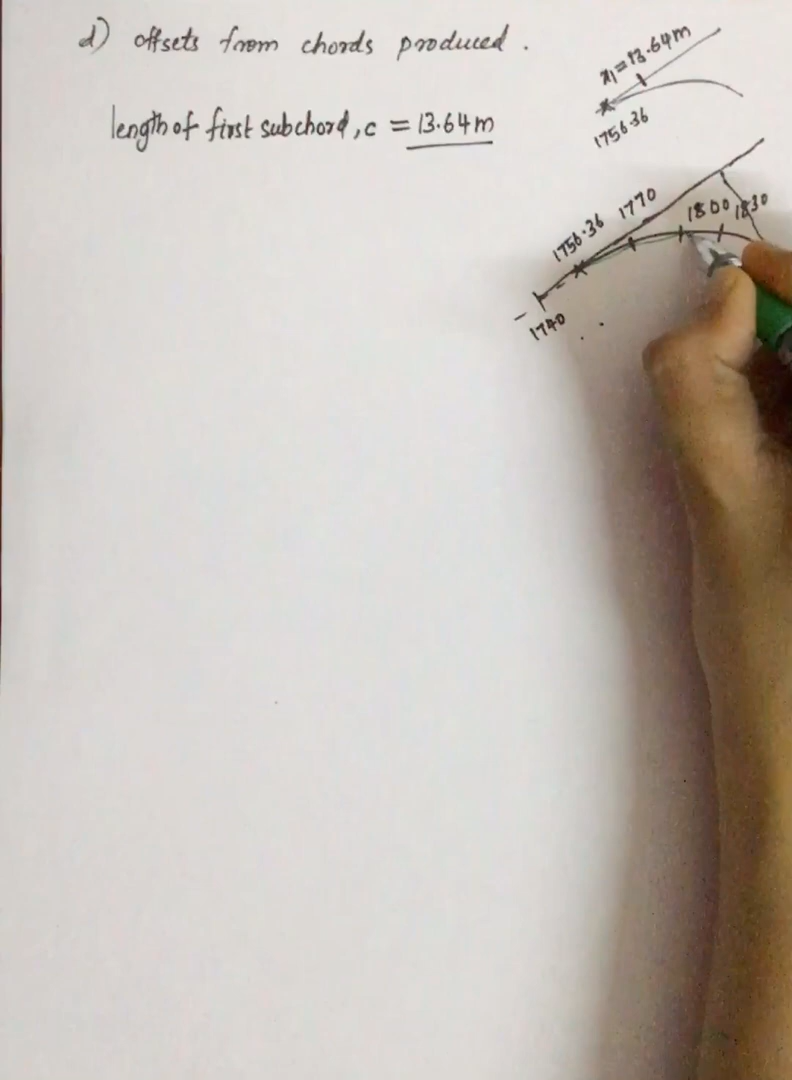 d) offsets from chords produced.
x1=13.64m
1756.36
length of first subchord, c = 13.64m
1756.36 1770 1800 1830
1740